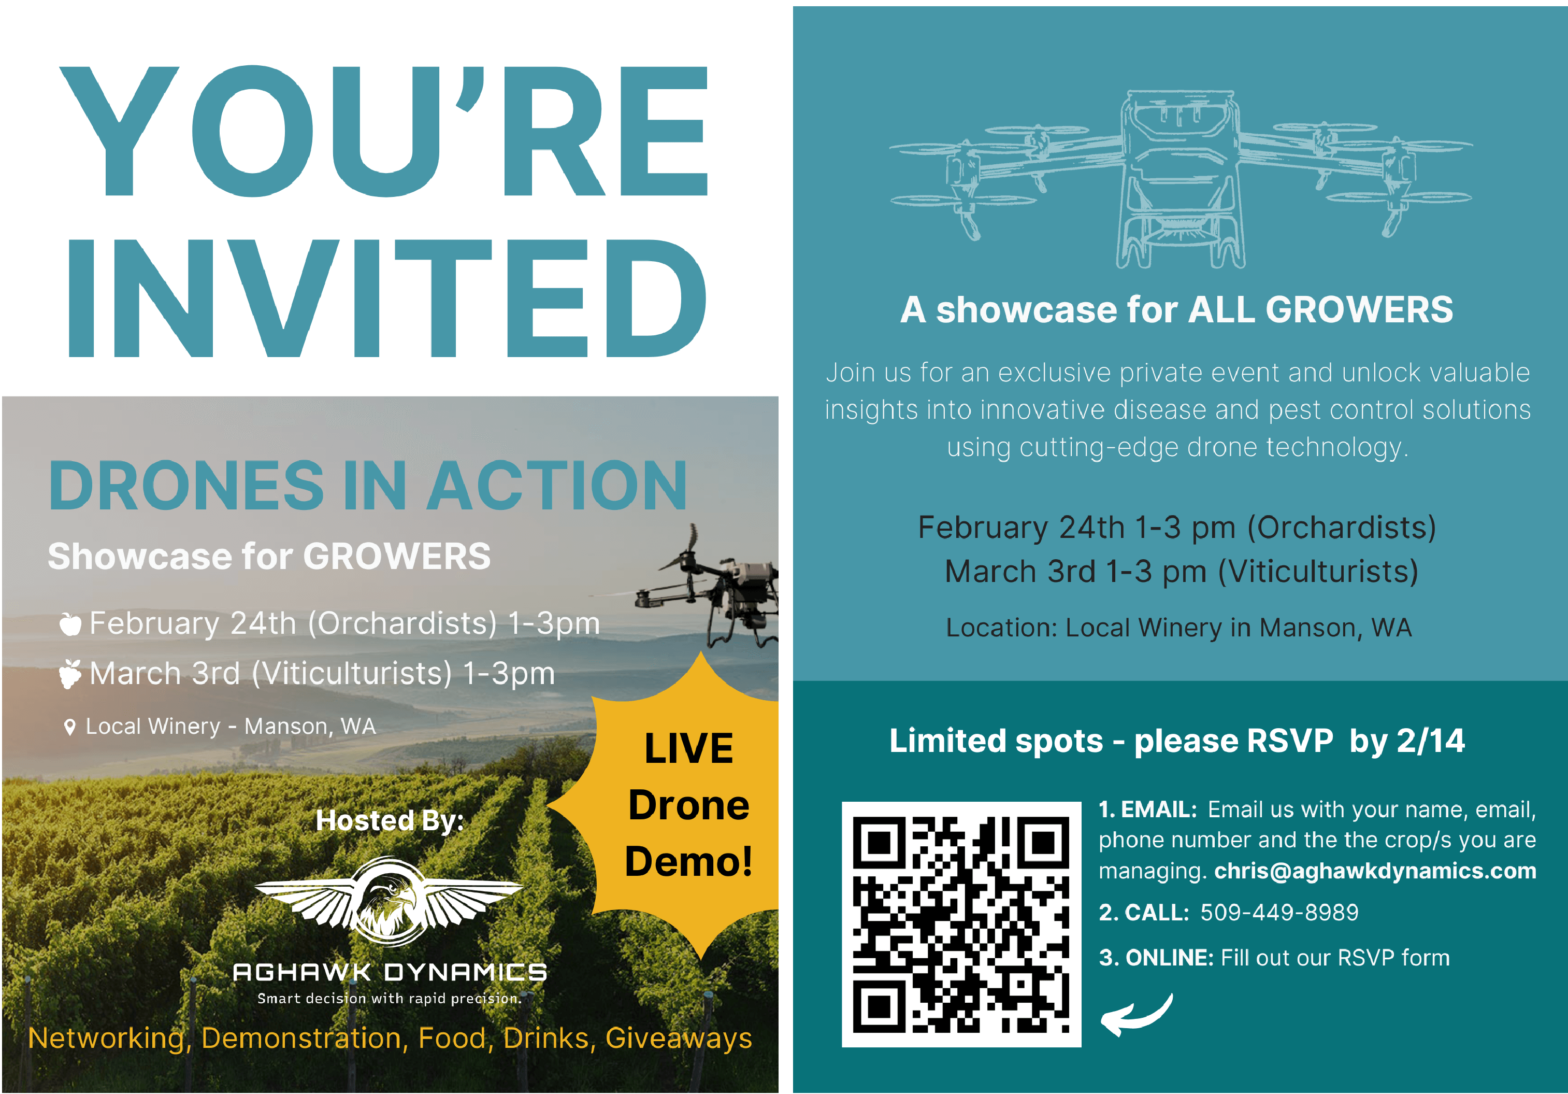 YOU'RE
INVITED
DRONES IN ACTION
Showcase for GROWERS
February 24th (Orchardists) 1-3pm
March 3rd (Viticulturists) 1-3pm
Local Winery - Manson, WA
LIVE
Drone
Demo!
Hosted By:
AGHAWK DYNAMICS
Smart decision with rapid precision.
Networking, Demonstration, Food, Drinks, Giveaways
A showcase for ALL GROWERS
Join us for an exclusive private event and unlock valuable
insights into innovative disease and pest control solutions
using cutting-edge drone technology.
February 24th 1-3 pm (Orchardists)
March 3rd 1-3 pm (Viticulturists)
Location: Local Winery in Manson, WA
Limited spots - please RSVP by 2/14
1. EMAIL: Email us with your name, email,
phone number and the the crop/s you are
managing. chris@aghawkdynamics.com
2. CALL: 509-449-8989
3. ONLINE: Fill out our RSVP form